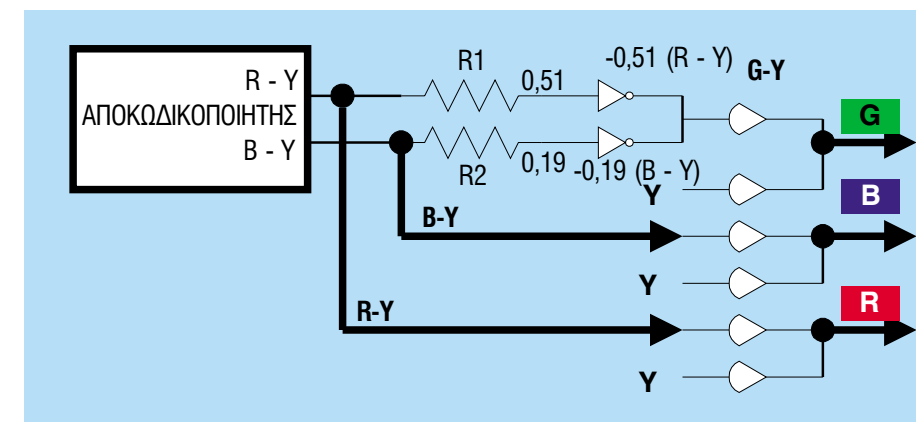 R - Y
ΑΠΟΚΩΔΙΚΟΠΟΙΗΤΗΣ
B - Y
R1
0,51
-0,51 (R - Y)
G-Y
R2
0,19
-0,19 (B - Y)
G
Y
B
B-Y
Y
R-Y
R
Y